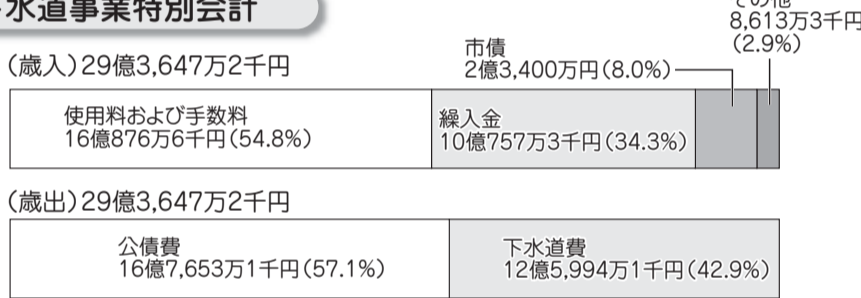 水道事業特別会計
(歳入)29億3,647万2千円
市債
2億3,400万円(8.0%)
8,613万3千円
(2.9%)
使用料および手数料
16億876万6千円(54.8%)
繰入金
10億757万3千円(34.3%)
(歳出)29億3,647万2千円
公債費
16億7,653万1千円(57.1%)
下水道費
12億5,994万1千円(42.9%)